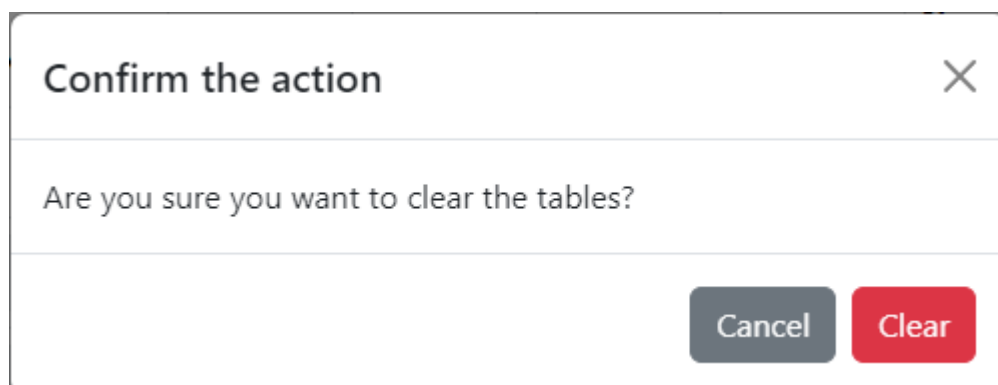 Confirm the action
Are you sure you want to clear the tables?
Cancel Clear